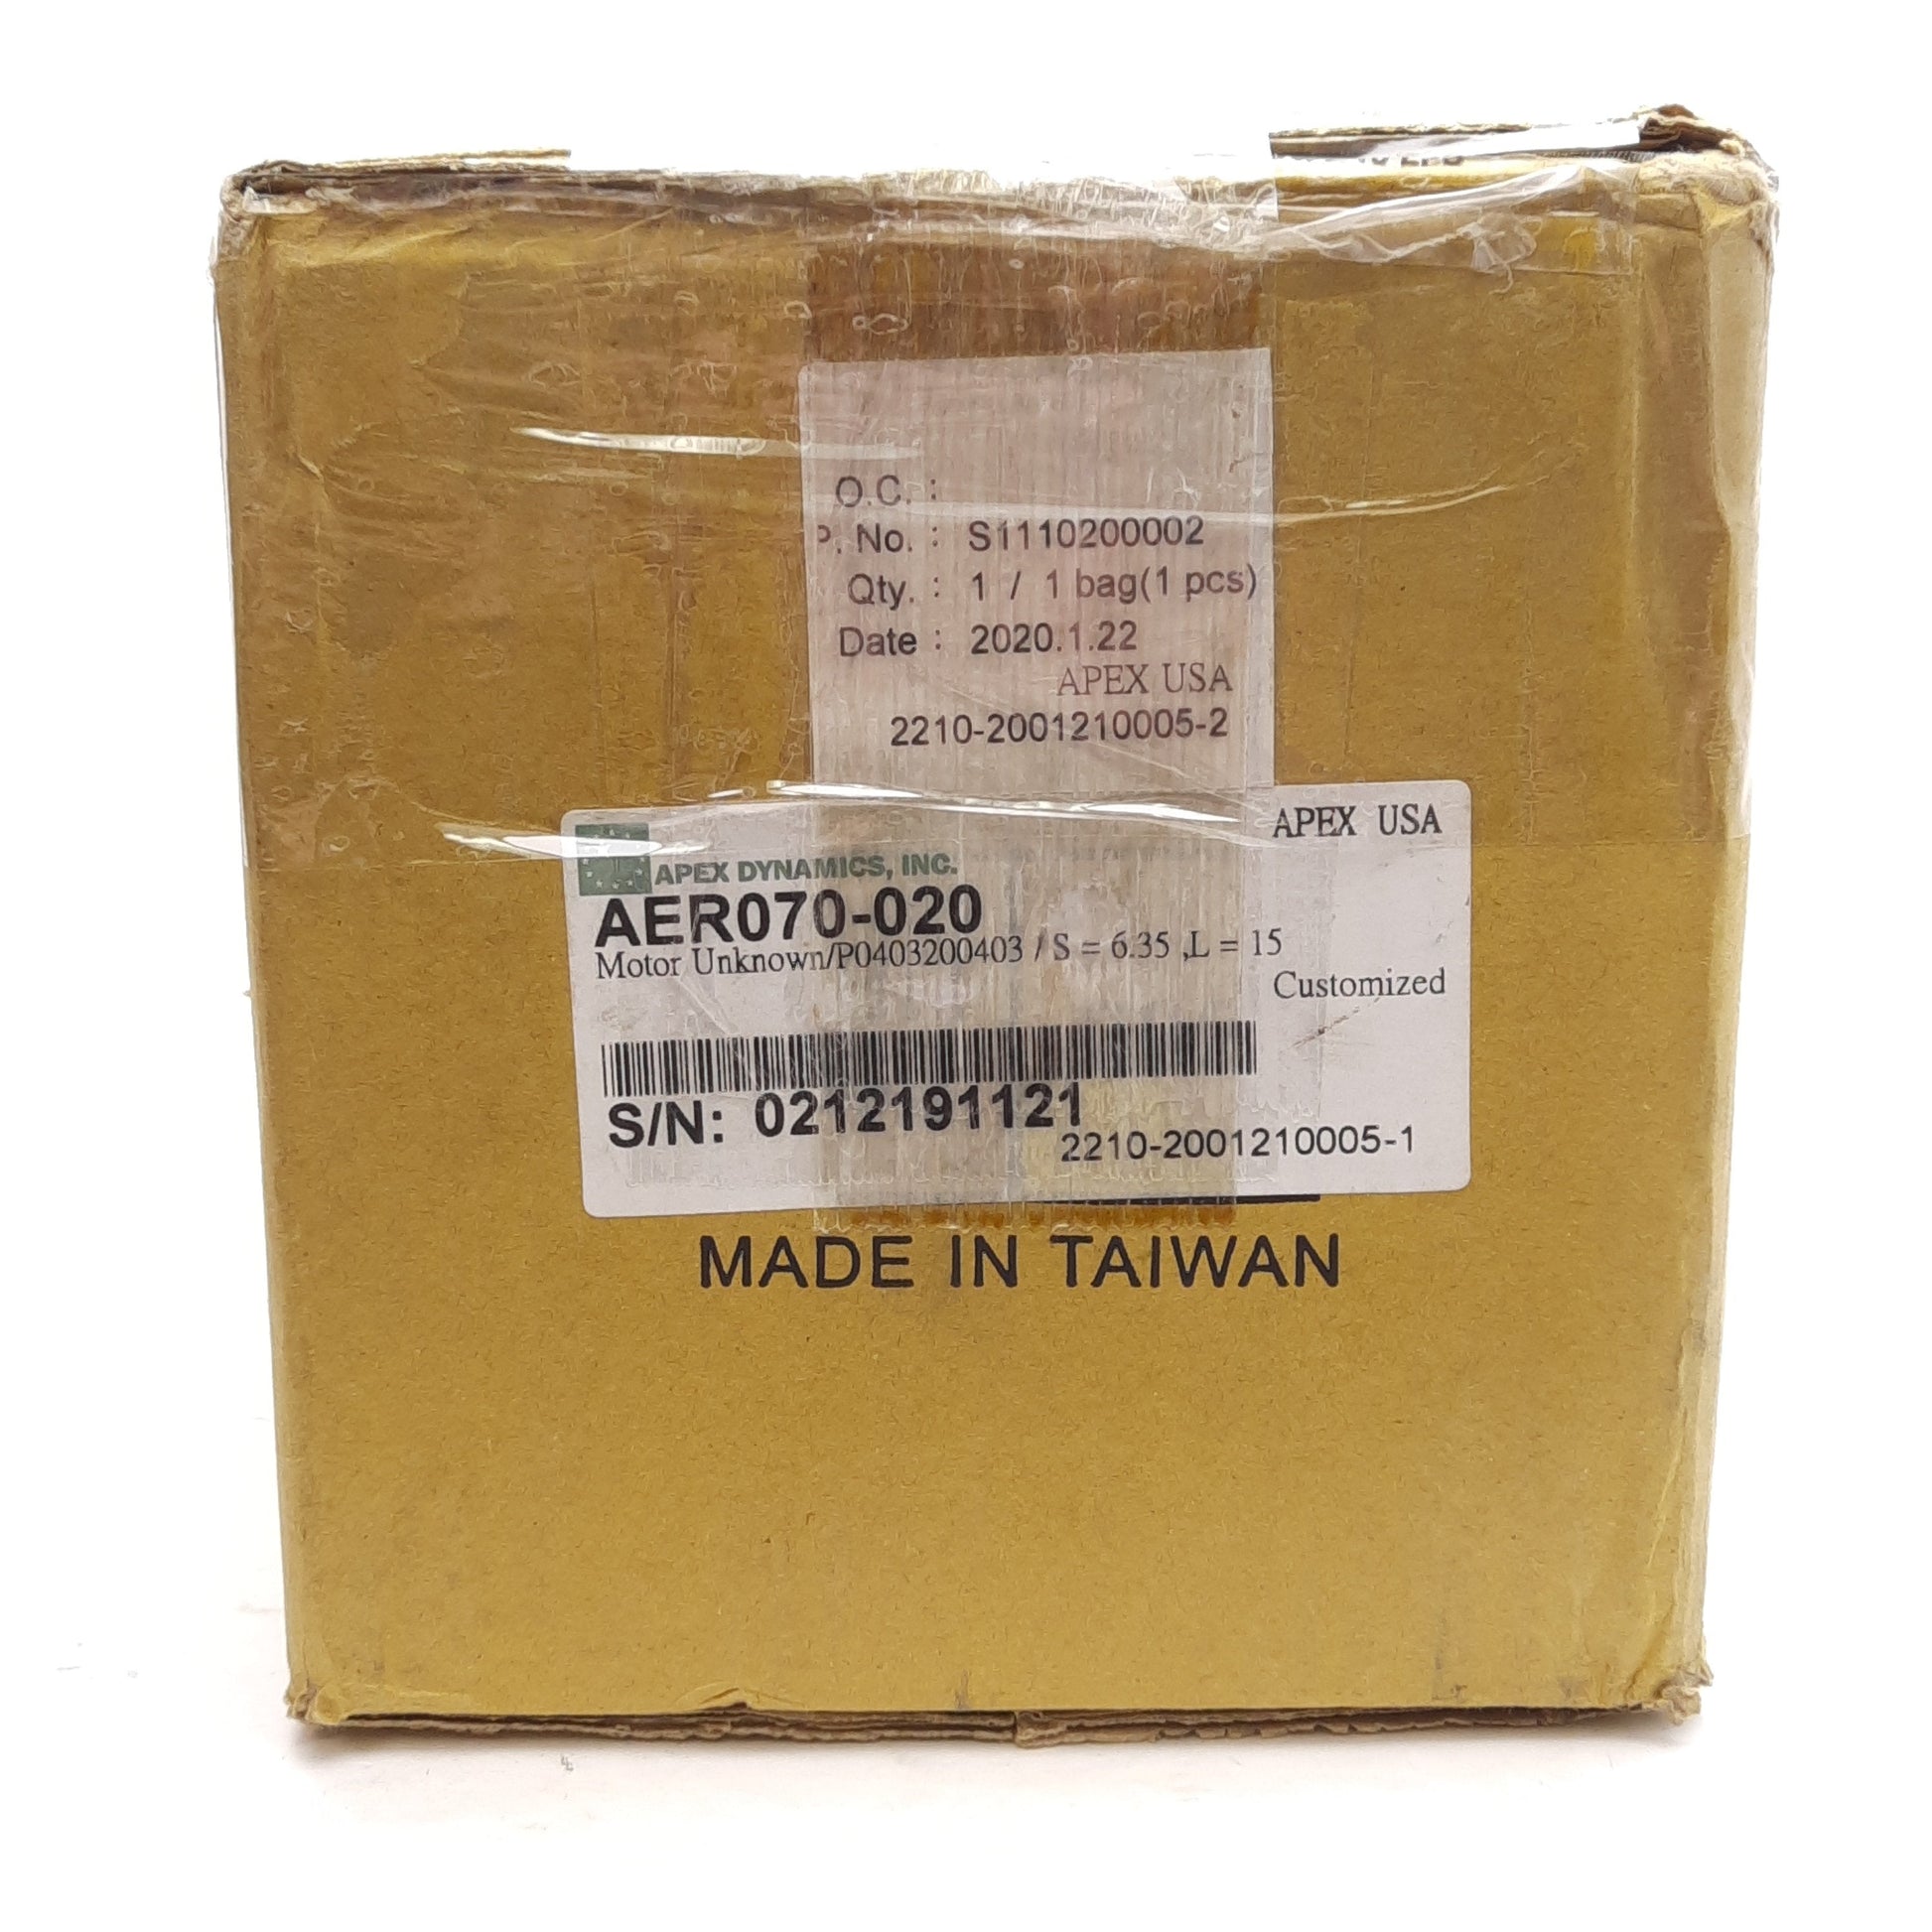 O.C. :
P. No. : S1110200002
Qty. : 1 / 1 bag(1 pcs)
Date : 2020.1.22
APEX USA
2210-2001210005-2
APEX USA
APEX DYNAMICS, INC.
AER070-020
Motor Unknown/P0403200403 / S = 6.35 ,L = 15
Customized
S/N: 0212191121
2210-2001210005-1
MADE IN TAIWAN